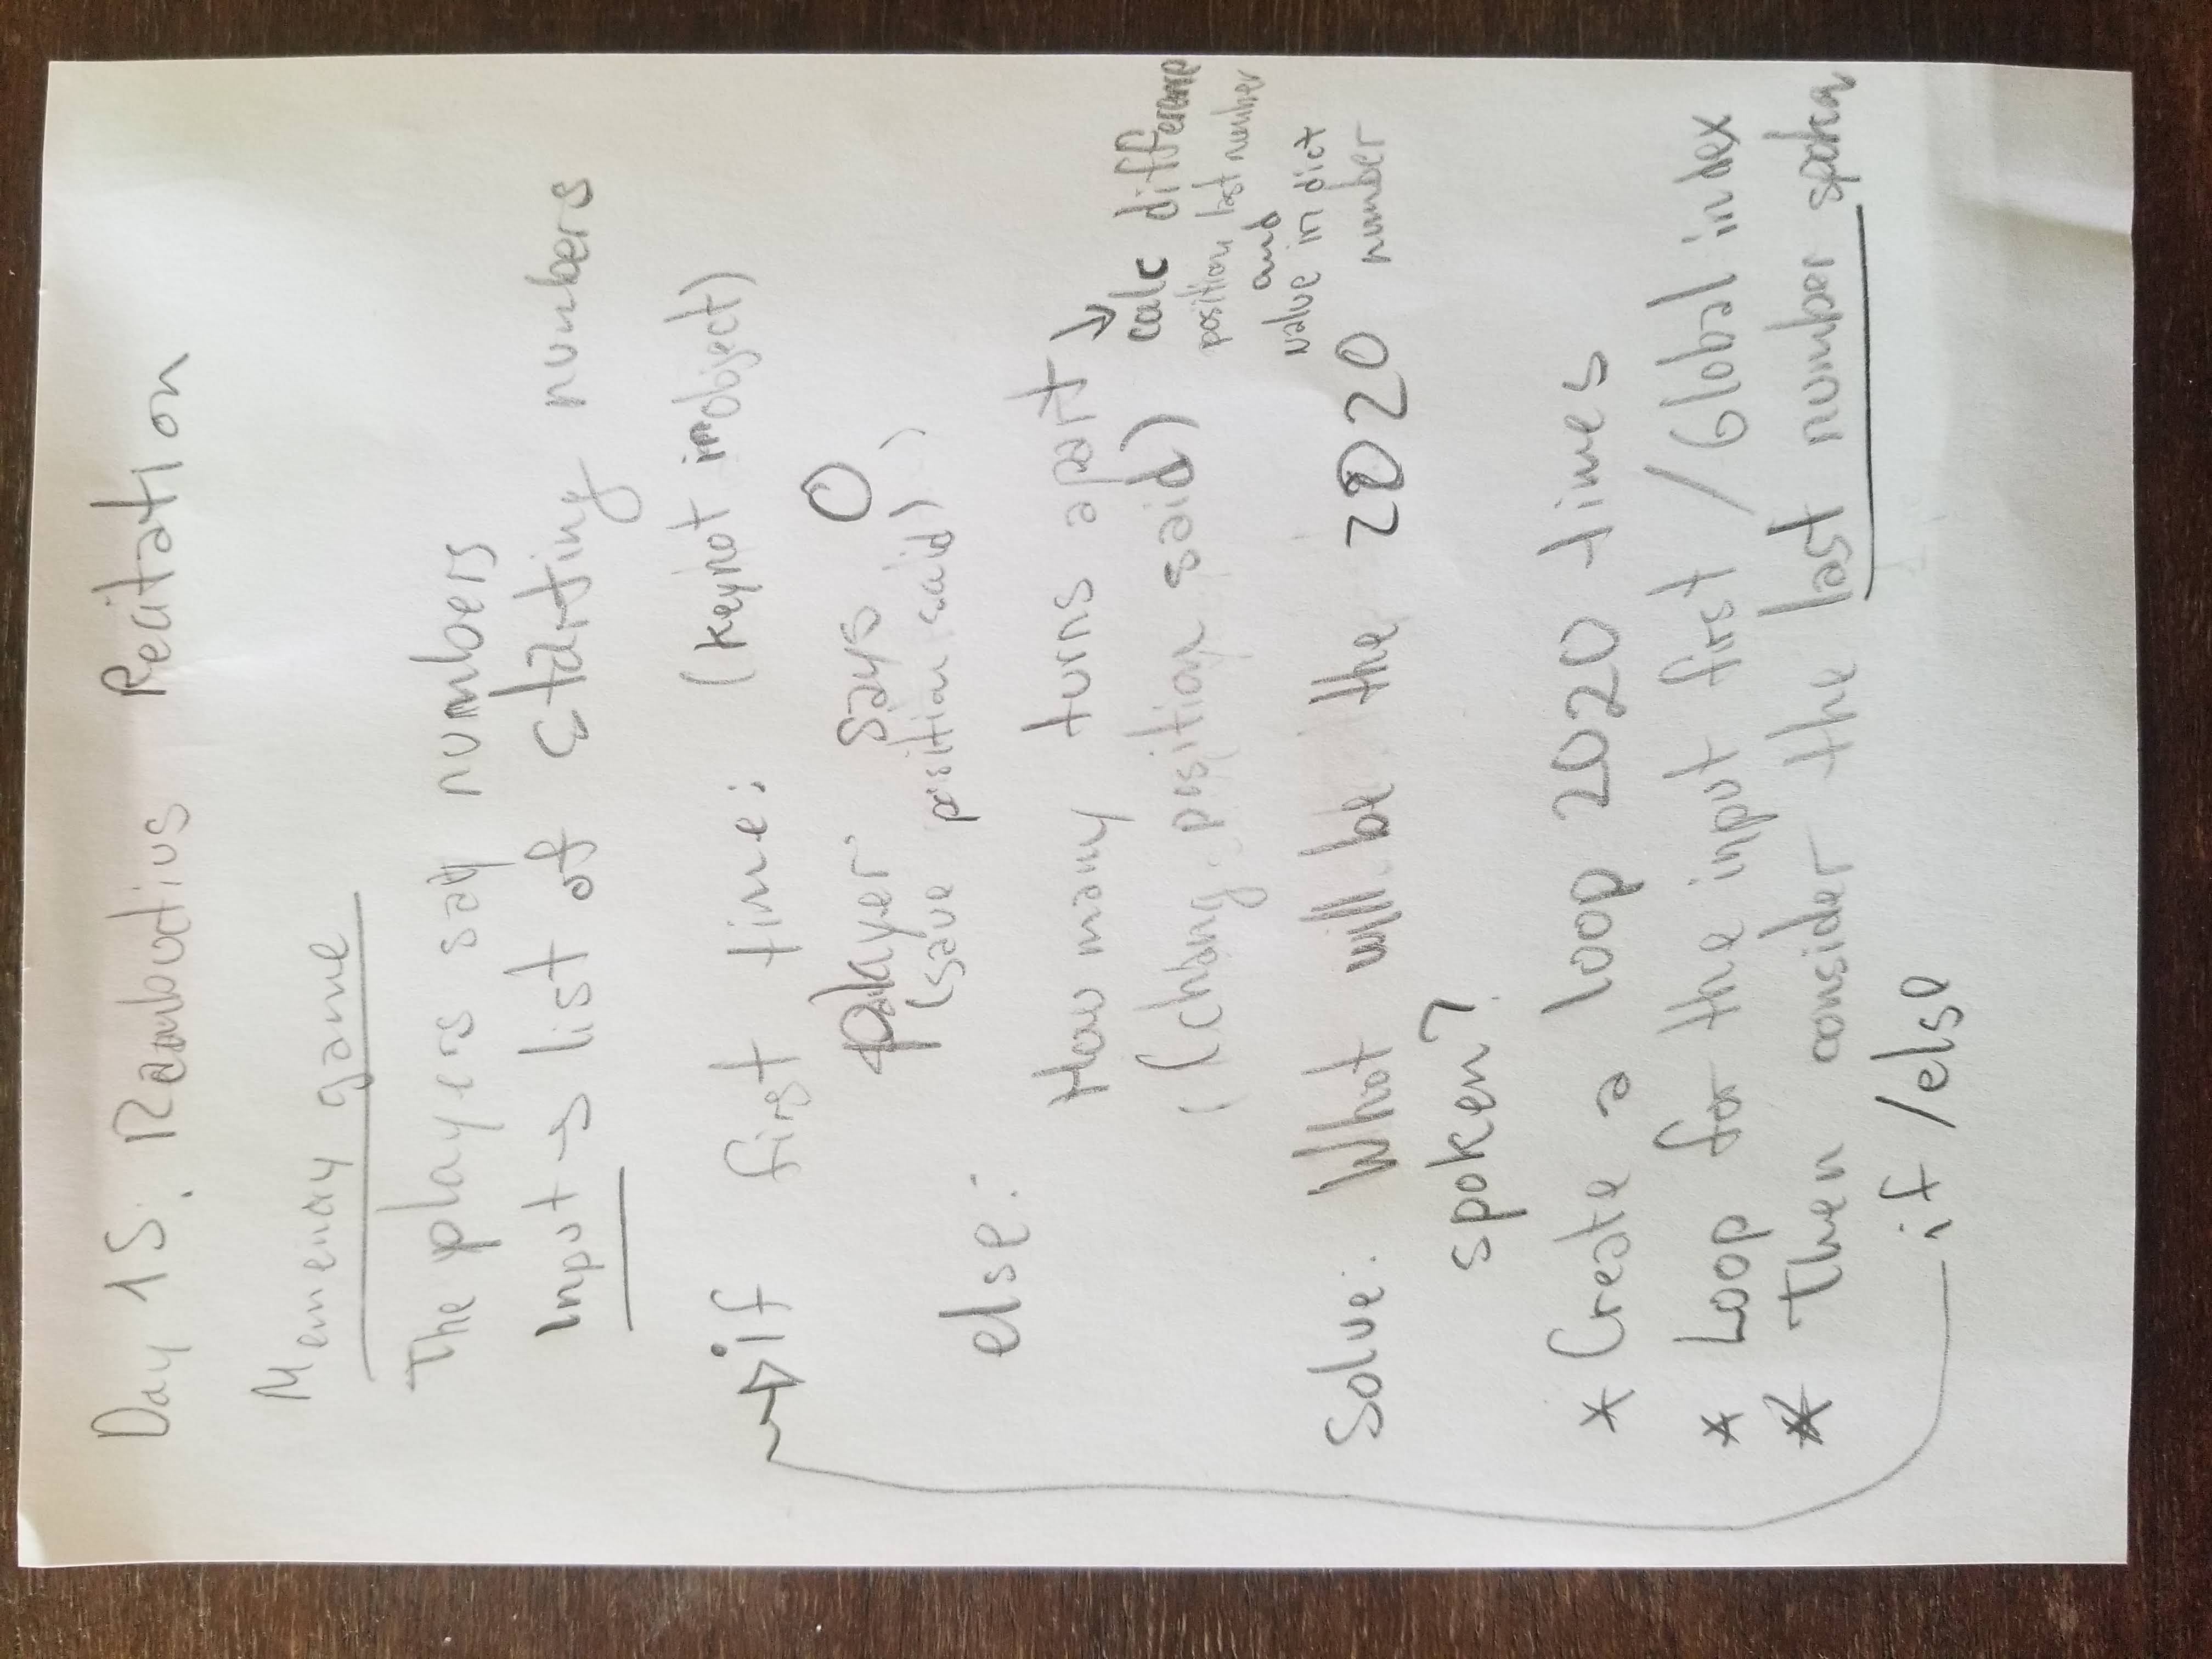 Day 15: Rambuctius Recitation
Memeory game
The players say numbers
Input → list of starting numbers
→ if first time: (key not in object)
player says 0
(save position said)
else:
How many turns apart ↓
calc difference
(chang position said)
position last number
and
value in dict
Solve: What will be the 2020 number
spoken?
* Create a loop 2020 times
* Loop for the input first / Global index
* Then consider the last number spoken
if /else